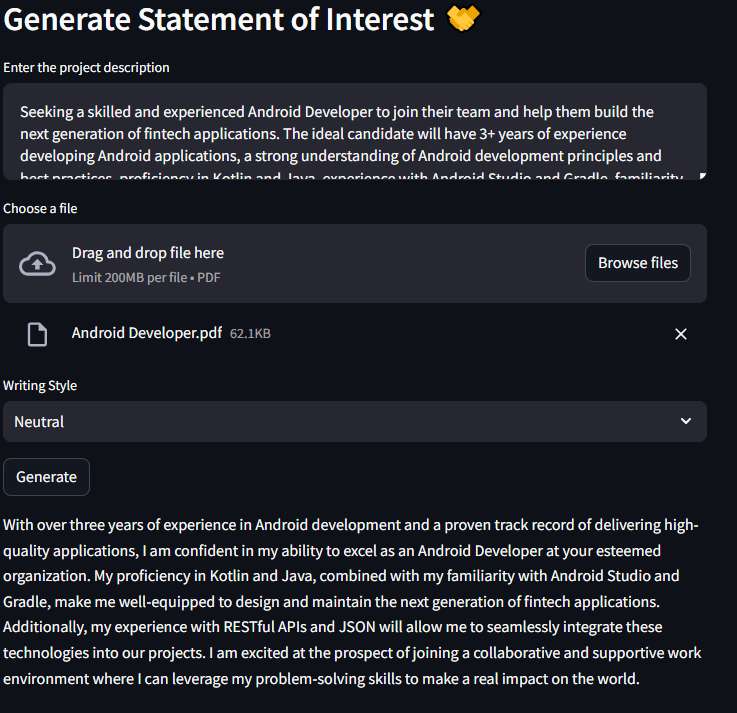 Generate Statement of Interest
Enter the project description
Seeking a skilled and experienced Android Developer to join their team and help them build the
next generation of fintech applications. The ideal candidate will have 3+ years of experience
developing Android applications, a strong understanding of Android development principles and
best practices, proficiency in Kotlin and Java, experience with Android Studio and Gradle, familiarity
Choose a file
Drag and drop file here
Limit 200MB per file • PDF
Browse files
Android Developer.pdf 62.1KB
Writing Style
Neutral
Generate
With over three years of experience in Android development and a proven track record of delivering high-
quality applications, I am confident in my ability to excel as an Android Developer at your esteemed
organization. My proficiency in Kotlin and Java, combined with my familiarity with Android Studio and
Gradle, make me well-equipped to design and maintain the next generation of fintech applications.
Additionally, my experience with RESTful APIs and JSON will allow me to seamlessly integrate these
technologies into our projects. I am excited at the prospect of joining a collaborative and supportive work
environment where I can leverage my problem-solving skills to make a real impact on the world.